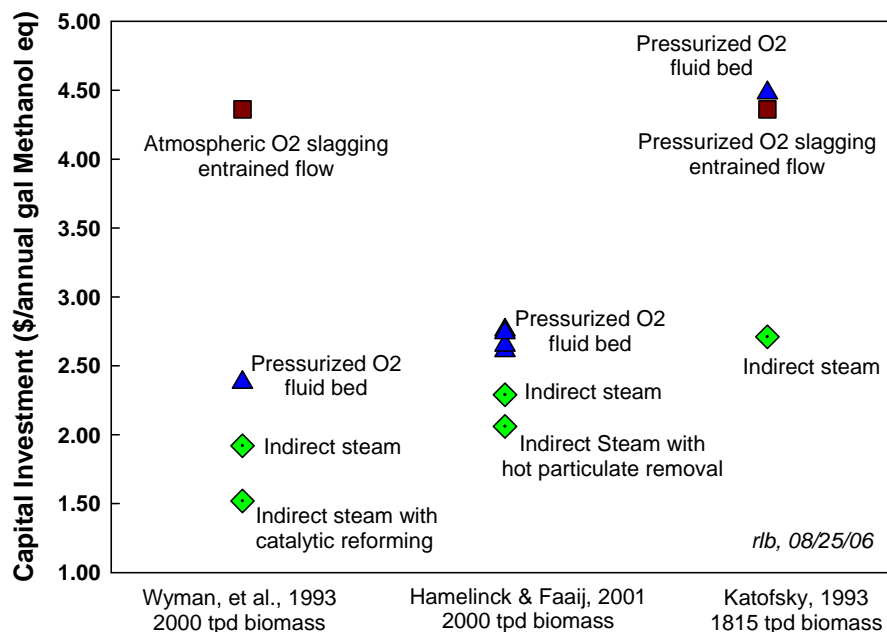 Capital Investment ($/annual gal Methanol eq)
5.00
4.50
4.00
3.50
3.00
2.50
2.00
1.50
1.00
Atmospheric O2 slagging
entrained flow
Pressurized O2
fluid bed
Indirect steam
Indirect steam with
catalytic reforming
Pressurized O2
fluid bed
Indirect steam
Indirect Steam with
hot particulate removal
Pressurized O2
fluid bed
Pressurized O2 slagging
entrained flow
Indirect steam
rlb, 08/25/06
Wyman, et al., 1993
2000 tpd biomass
Hamelinck & Faaij, 2001
2000 tpd biomass
Katofsky, 1993
1815 tpd biomass